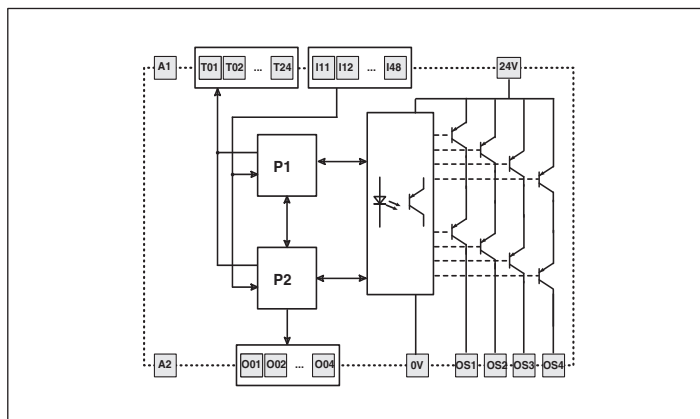 A1 T01 T02 ... T24 I11 I12 ... I48 24V
P1
P2
A2 O01 O02 ... O04 0V OS1 OS2 OS3 OS4